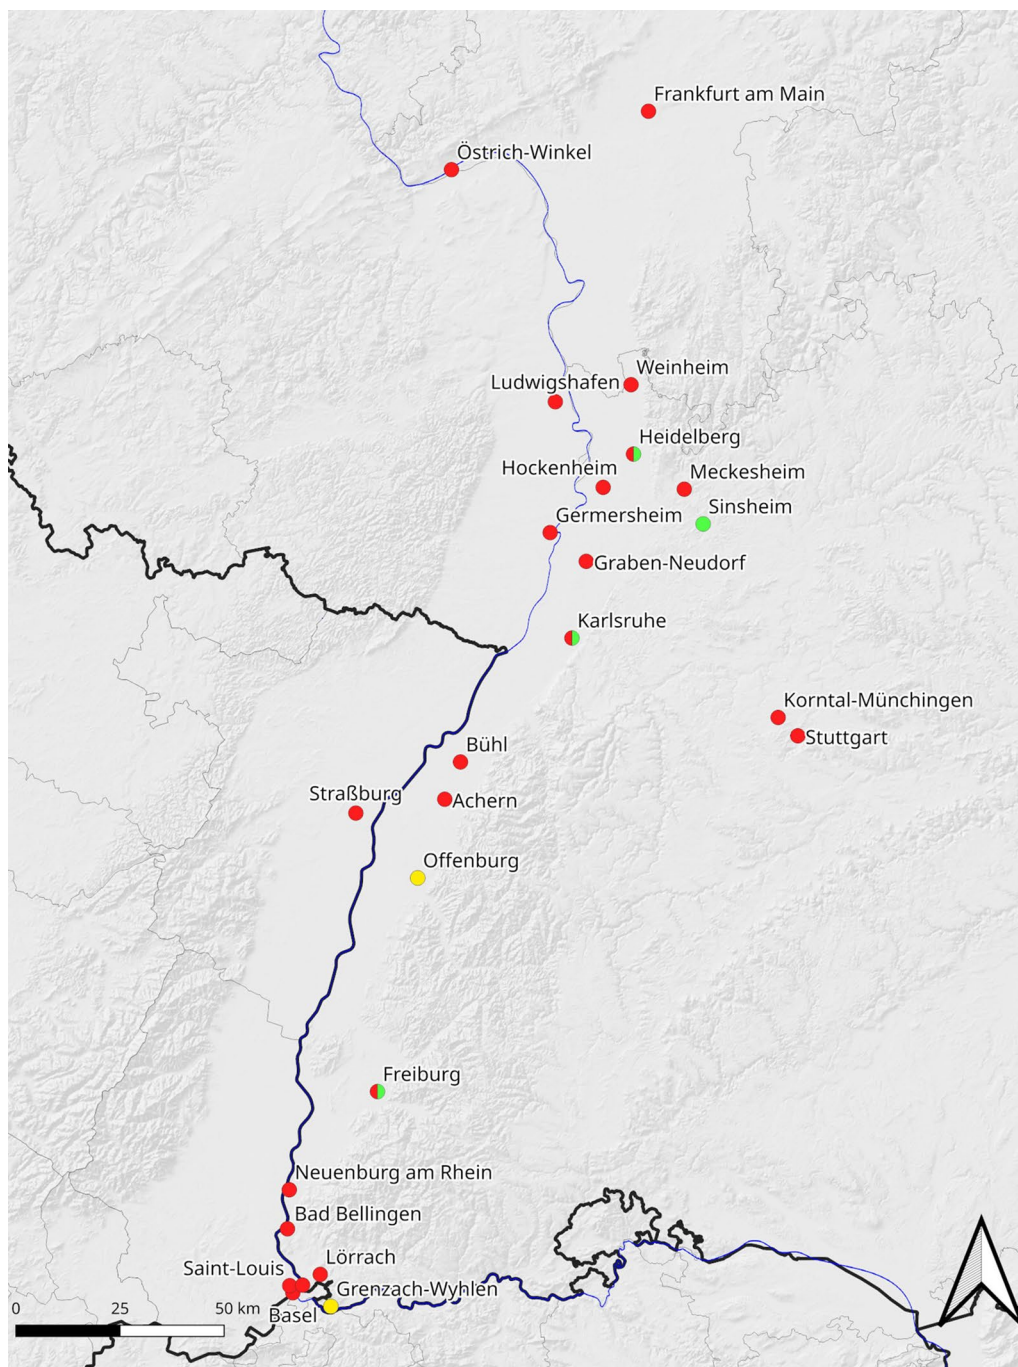 Frankfurt am Main
Östrich-Winkel
Weinheim
Ludwigshafen
Heidelberg
Hockenheim
Meckesheim
Sinsheim
Germersheim
Graben-Neudorf
Karlsruhe
Korntal-Münchingen
Stuttgart
Bühl
Straßburg
Achern
Offenburg
Freiburg
Neuenburg am Rhein
Bad Bellingen
Lörrach
Saint-Louis
Grenzach-Wyhlen
Basel
0 25 50 km